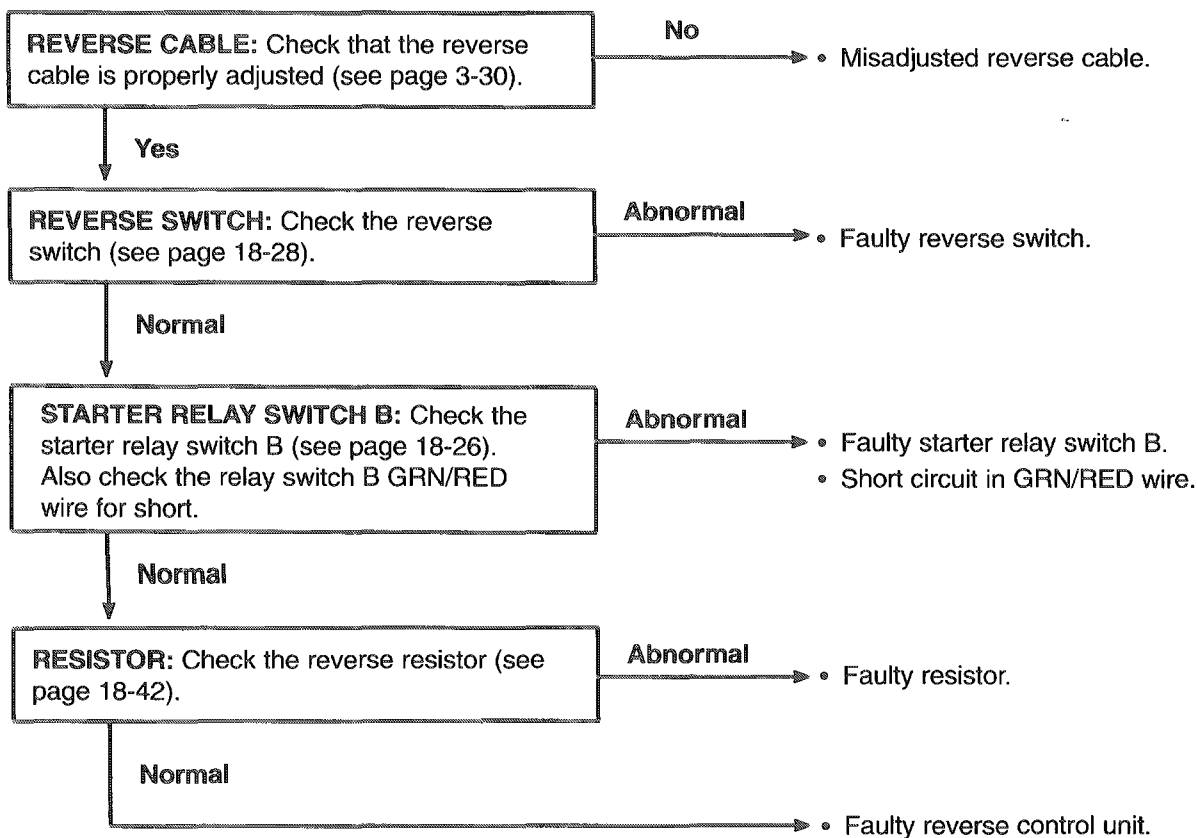 REVERSE CABLE: Check that the reverse
cable is properly adjusted (see page 3-30).
No
• Misadjusted reverse cable.
Yes
REVERSE SWITCH: Check the reverse
switch (see page 18-28).
Abnormal
• Faulty reverse switch.
Normal
STARTER RELAY SWITCH B: Check the
starter relay switch B (see page 18-26).
Also check the relay switch B GRN/RED
wire for short.
Abnormal
• Faulty starter relay switch B.
• Short circuit in GRN/RED wire.
Normal
RESISTOR: Check the reverse resistor (see
page 18-42).
Abnormal
• Faulty resistor.
Normal
• Faulty reverse control unit.